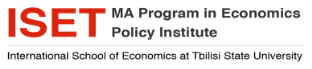 ISET MA Program in Economics
Policy Institute
International School of Economics at Tbilisi State University